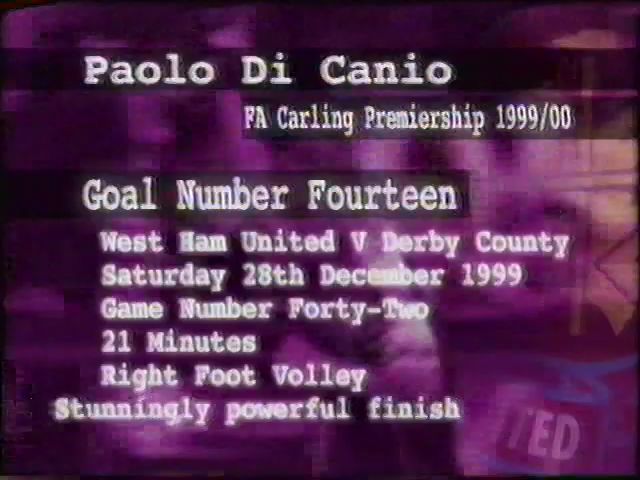 Paolo Di Canio
FA Carling Premiership 1999/00
Goal Number Fourteen
West Ham United V Derby County
Saturday 28th December 1999
Game Number Forty-Two
21 Minutes
Right Foot Volley
Stunningly powerful finish
TED